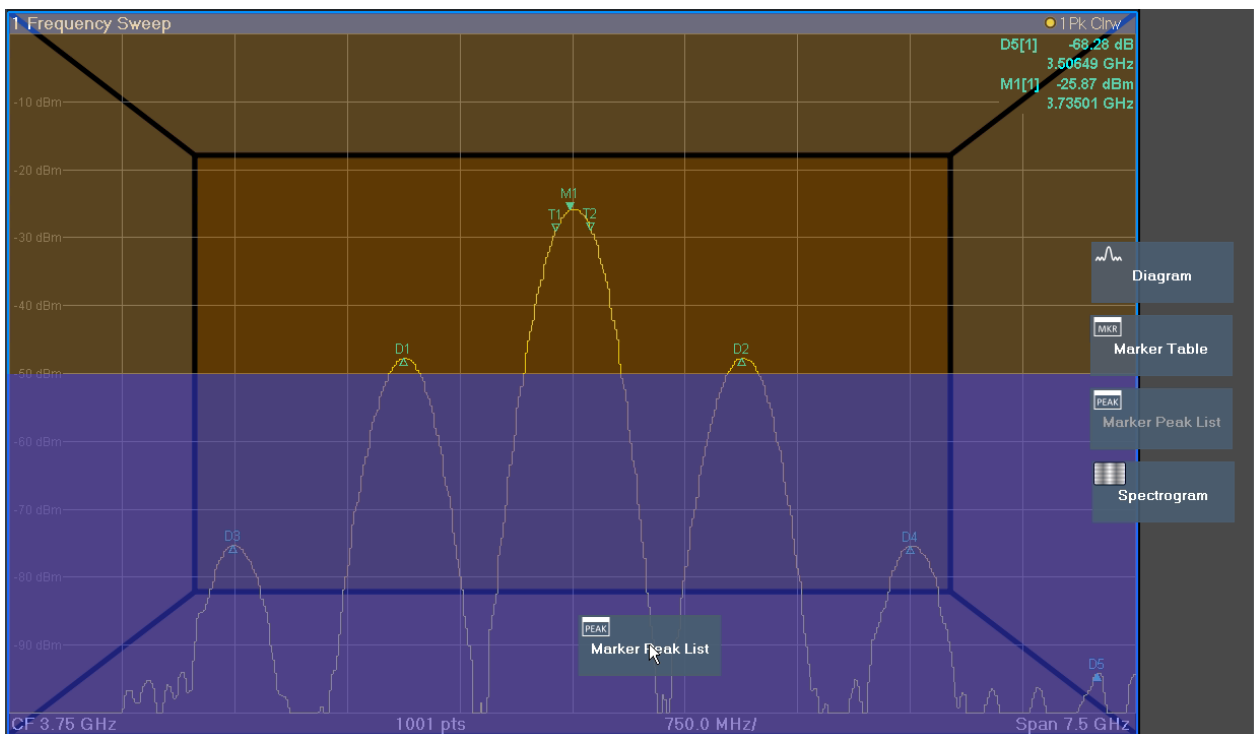 1 Frequency Sweep
1Pk Clrw
D5[1] -68.28 dB
3.50649 GHz
M1[1] -25.87 dBm
3.73501 GHz
-10 dBm
-20 dBm
M1
T1 T2
-30 dBm
Diagram
-40 dBm
MKR
Marker Table
D1
D2
-50 dBm
PEAK
Marker Peak List
-60 dBm
Spectrogram
-70 dBm
D3
D4
-80 dBm
PEAK
Marker Peak List
-90 dBm
D5
CF 3.75 GHz
1001 pts
750.0 MHz/
Span 7.5 GHz